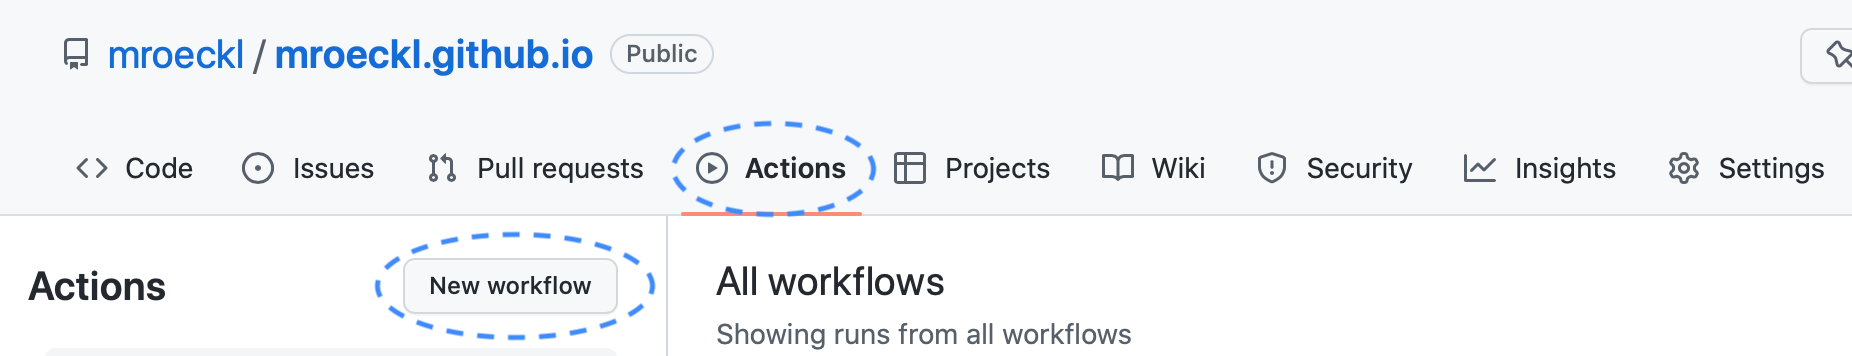 mroeckl / mroeckl.github.io Public
Code Issues Pull requests Actions Projects Wiki Security Insights Settings
Actions New workflow
All workflows
Showing runs from all workflows